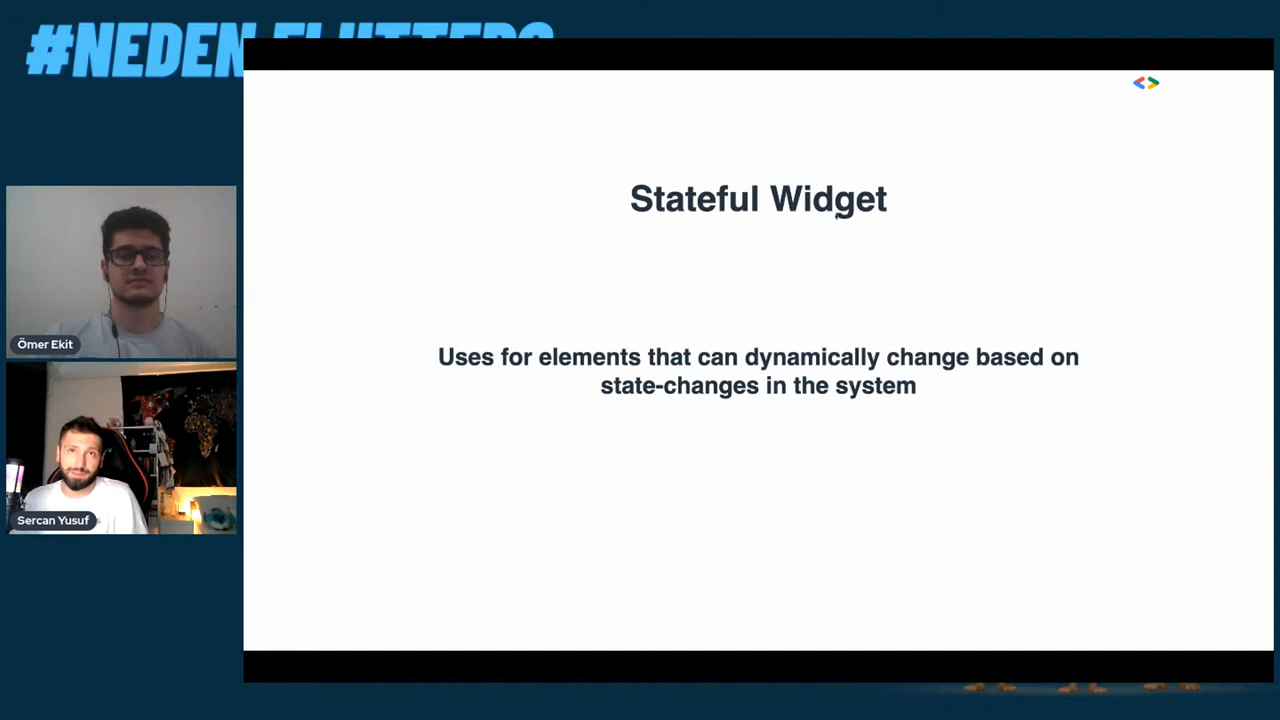 #NEDEN
Stateful Widget
Uses for elements that can dynamically change based on
state-changes in the system
Ömer Ekit
Sercan Yusuf